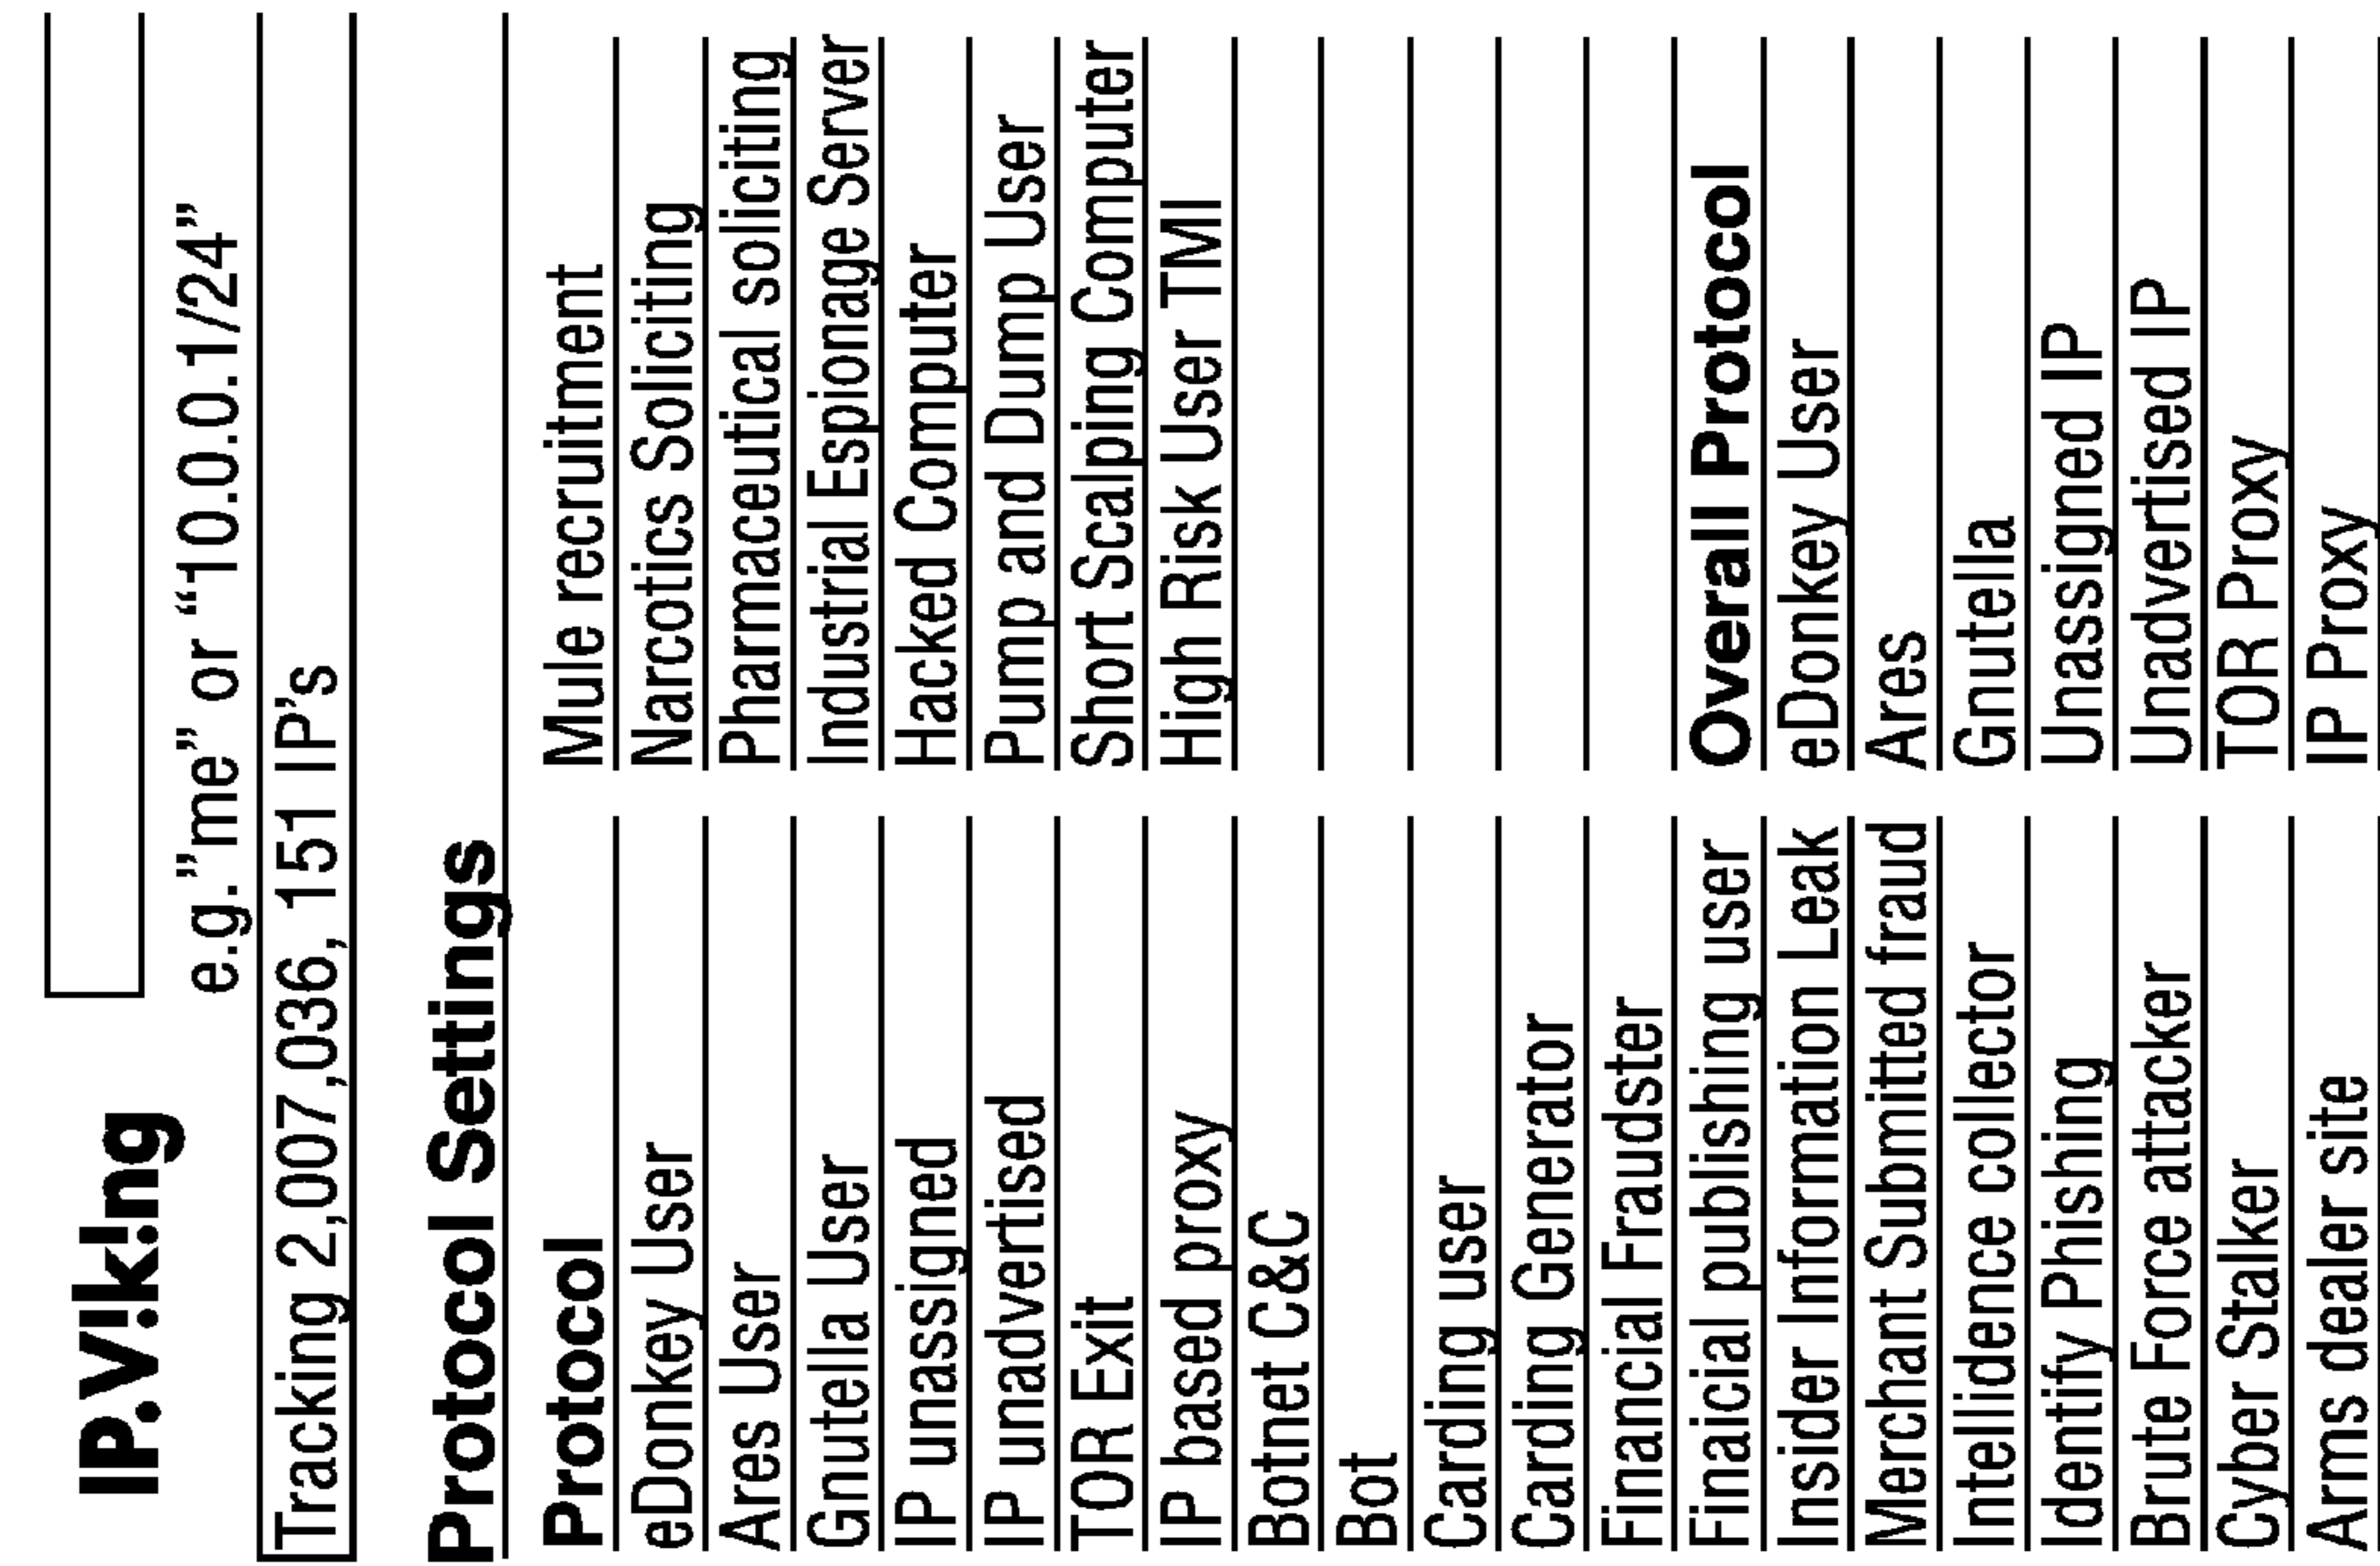 IP.V!k!ng
e.g."me" or "10.0.0.1/24"
Tracking 2,007,036,151 IP's
Protocol Settings
Protocol
eDonkey User
Ares User
Gnutella User
IP unassigned
IP unadvertised
TOR Exit
IP based proxy
Botnet C&C
Bot
Carding user
Carding Generator
Financial Fraudster
Finaicial publishing user
Insider Information Leak
Merchant Submitted fraud
Intellidence collector
Identify Phishing
Brute Force attacker
Cyber Stalker
Arms dealer site
Mule recruitment
Narcotics Soliciting
Pharmaceutical soliciting
Industrial Espionage Server
Hacked Computer
Pump and Dump User
Short Scalping Computer
High Risk User TMI
Overall Protocol
eDonkey User
Ares
Gnutella
Unassigned IP
Unadvertised IP
TOR Proxy
IP Proxy